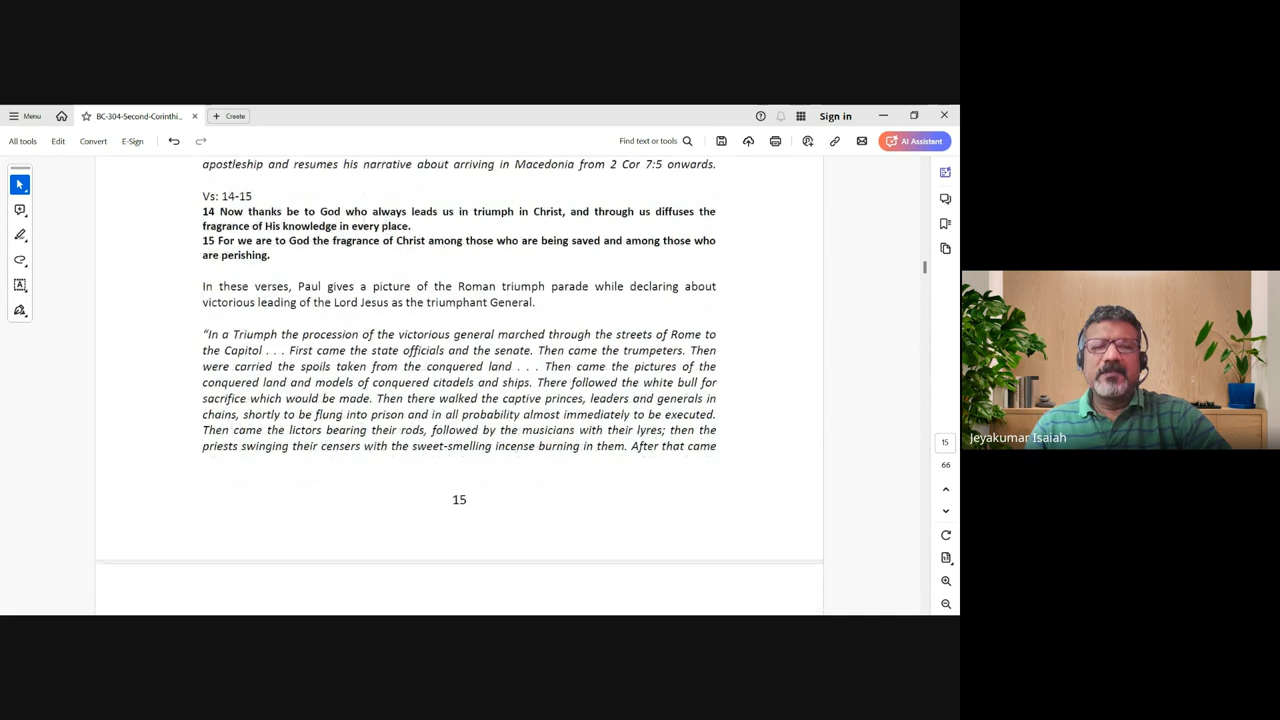 Menu
BC-304-Second-Corinthi...
Create
Sign in
All tools
Edit
Convert
E-Sign
Find text or tools
AI Assistant
apostleship and resumes his narrative about arriving in Macedonia from 2 Cor 7:5 onwards.
Vs: 14-15
14 Now thanks be to God who always leads us in triumph in Christ, and through us diffuses the
fragrance of His knowledge in every place.
15 For we are to God the fragrance of Christ among those who are being saved and among those who
are perishing.
In these verses, Paul gives a picture of the Roman triumph parade while declaring about
victorious leading of the Lord Jesus as the triumphant General.
“In a Triumph the procession of the victorious general marched through the streets of Rome to
the Capitol . . . First came the state officials and the senate. Then came the trumpeters. Then
were carried the spoils taken from the conquered land . . . Then came the pictures of the
conquered land and models of conquered citadels and ships. There followed the white bull for
sacrifice which would be made. Then there walked the captive princes, leaders and generals in
chains, shortly to be flung into prison and in all probability almost immediately to be executed.
Then came the lictors bearing their rods, followed by the musicians with their lyres; then the
priests swinging their censers with the sweet-smelling incense burning in them. After that came
15
15
66
Jeyakumar Isaiah